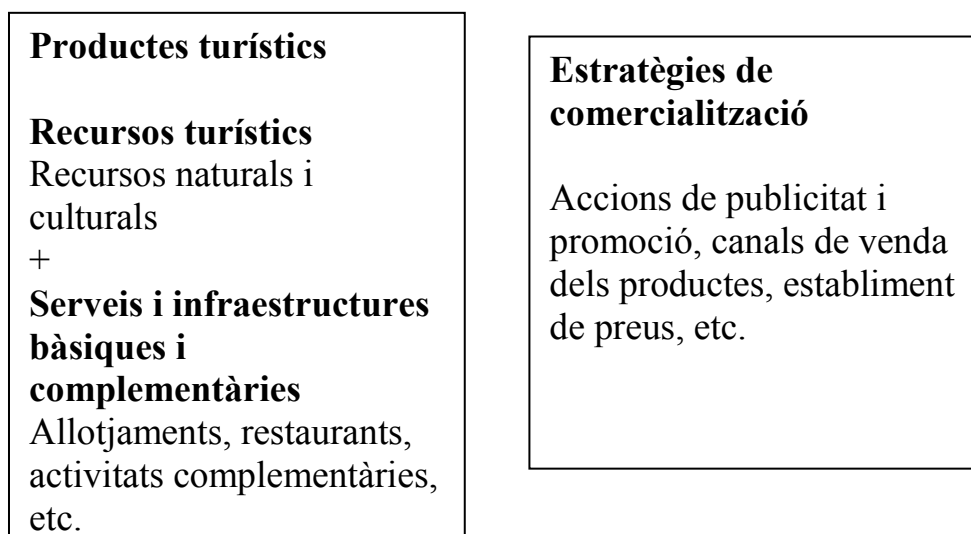 Productes turístics
Recursos turístics
Recursos naturals i
culturals
+
Serveis i infraestructures
bàsiques i
complementàries
Allotjaments, restaurants,
activitats complementàries,
etc.
Estratègies de
comercialització
Accions de publicitat i
promoció, canals de venda
dels productes, establiment
de preus, etc.